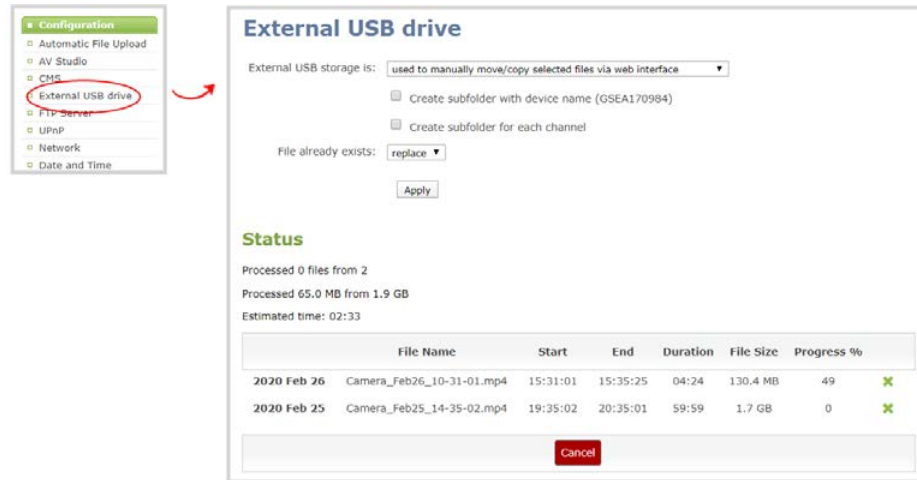 Configuration
Automatic File Upload
AV Studio
CMS
External USB drive
FTP Server
UPnP
Network
Date and Time
External USB drive
External USB storage is: used to manually move/copy selected files via web interface
Create subfolder with device name (GSEA170984)
Create subfolder for each channel
File already exists: replace
Apply
Status
Processed 0 files from 2
Processed 65.0 MB from 1.9 GB
Estimated time: 02:33
File Name Start End Duration File Size Progress %
2020 Feb 26 Camera_Feb26_10-31-01.mp4 15:31:01 15:35:25 04:24 130.4 MB 49
2020 Feb 25 Camera_Feb25_14-35-02.mp4 19:35:02 20:35:01 59:59 1.7 GB 0
Cancel